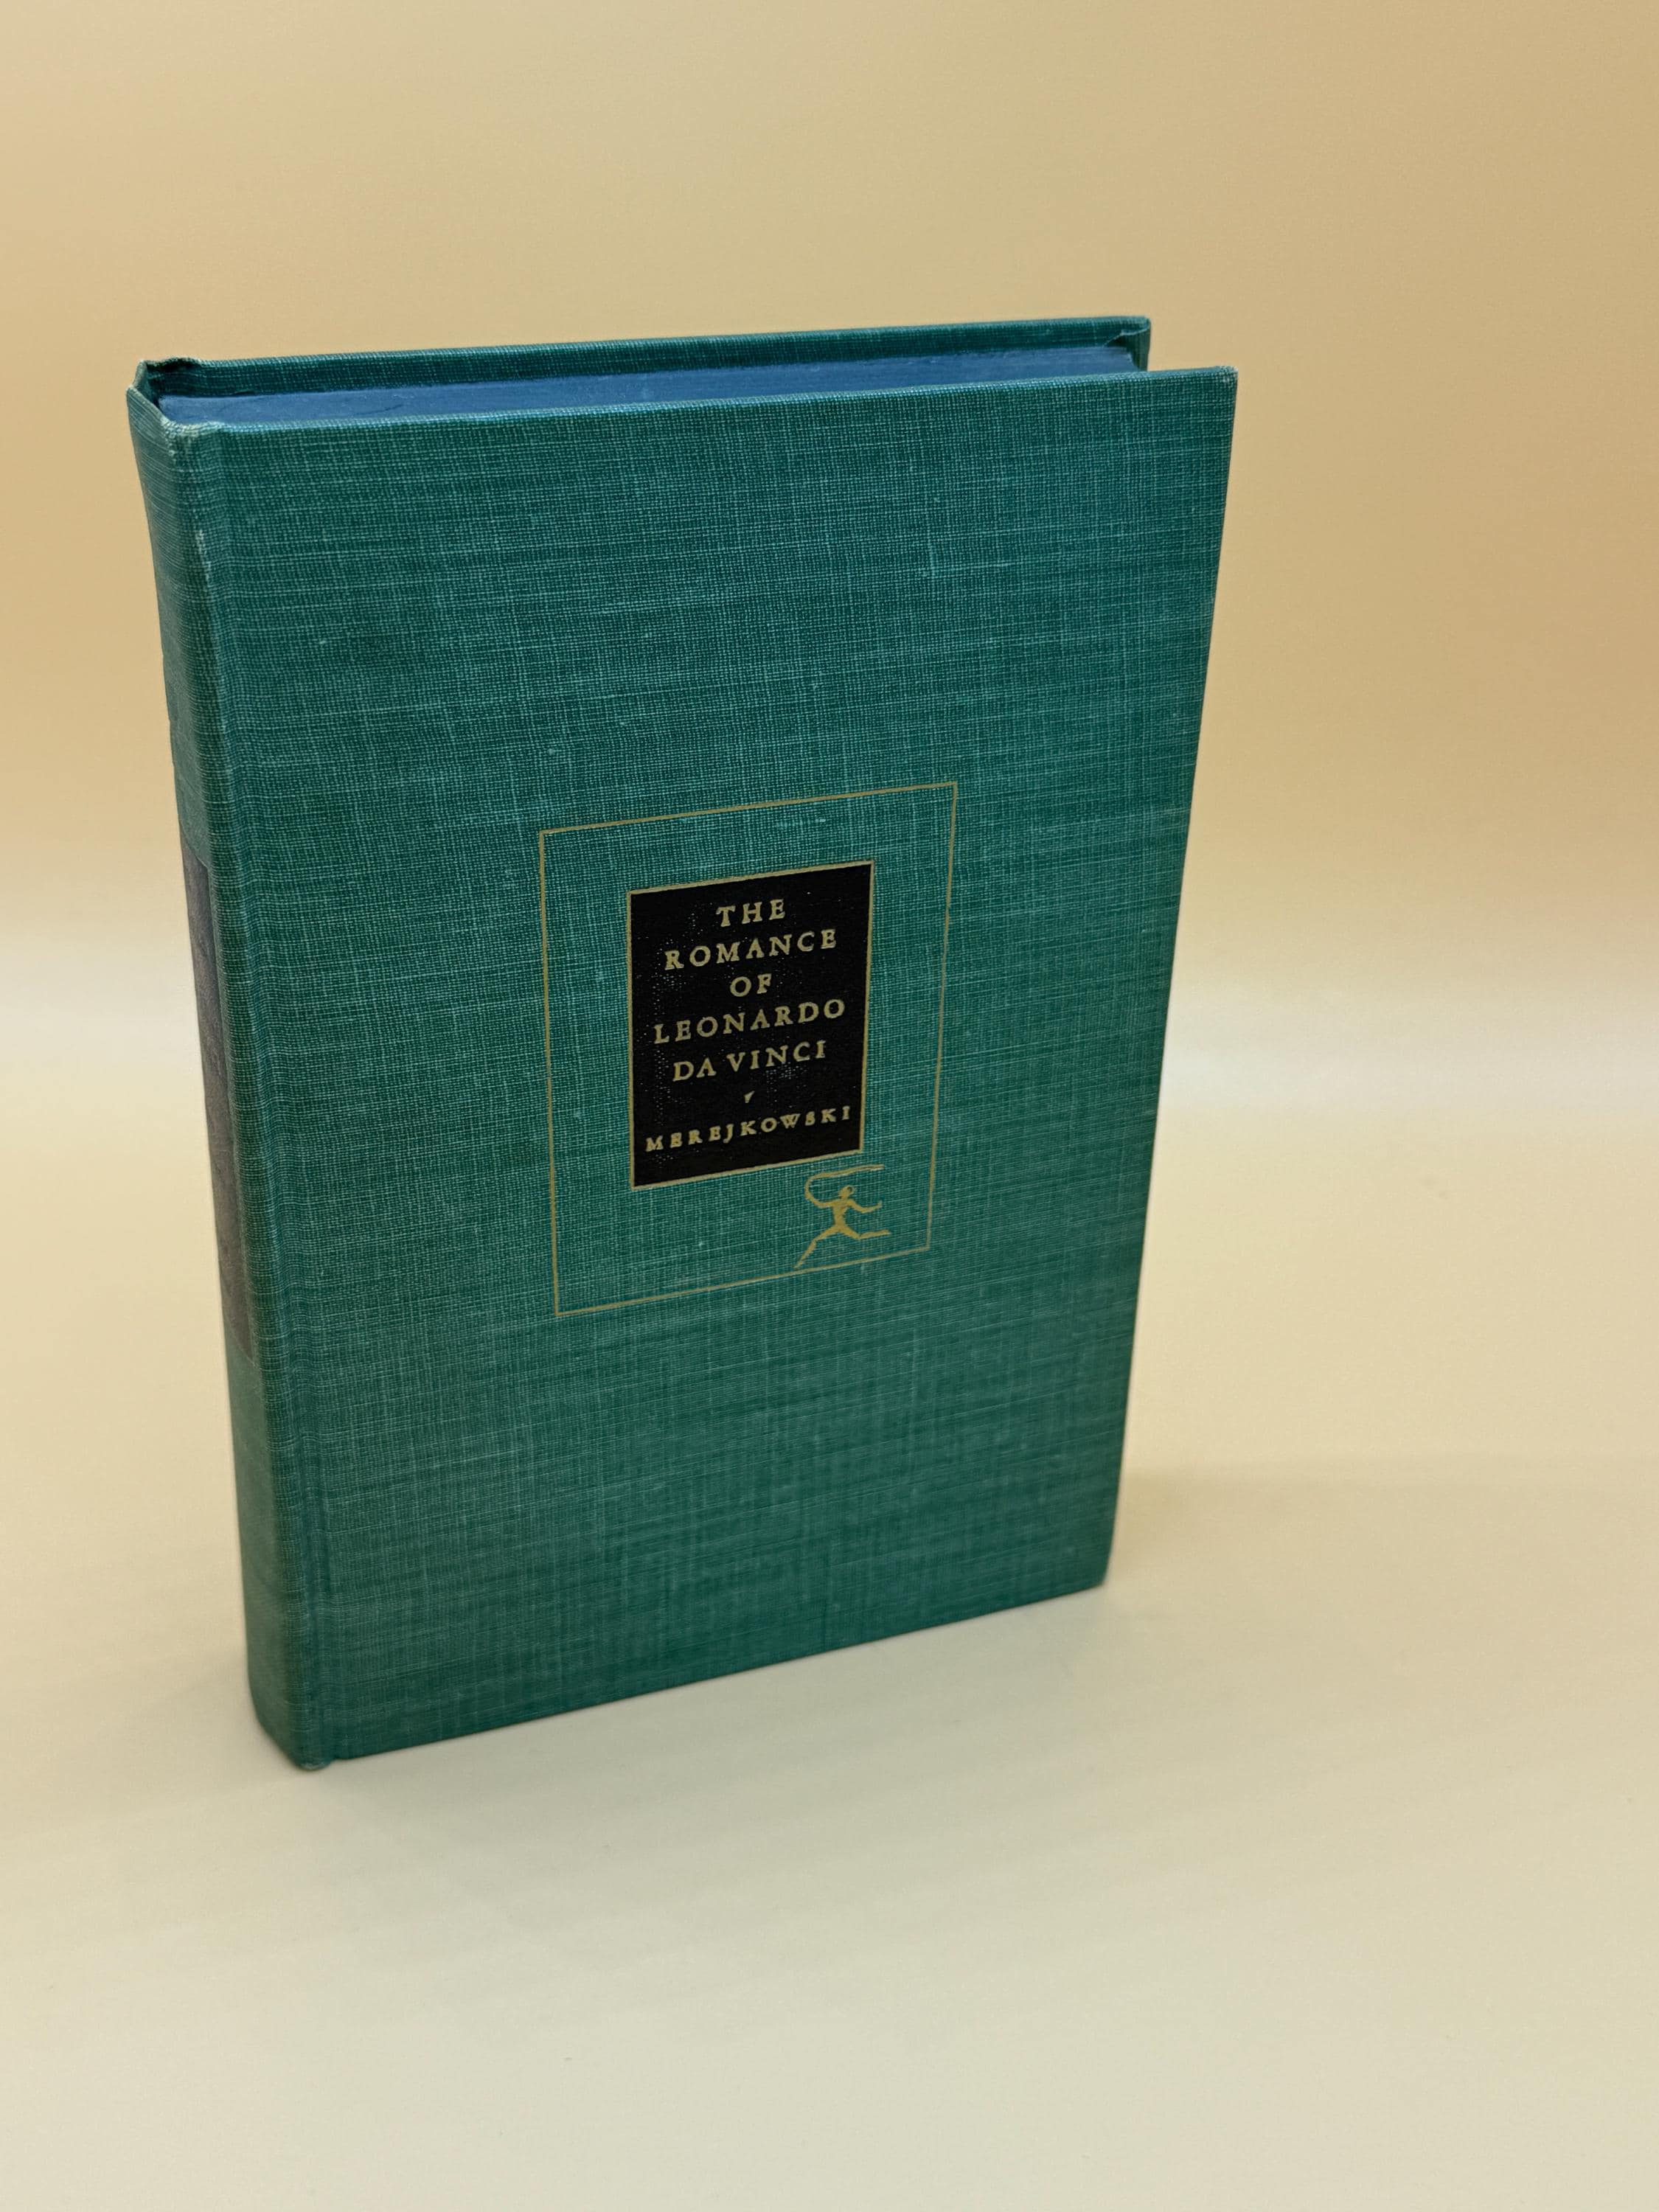 THE
ROMANCE
OF
LEONARDO
DA VINCI
MEREJKOWSKI